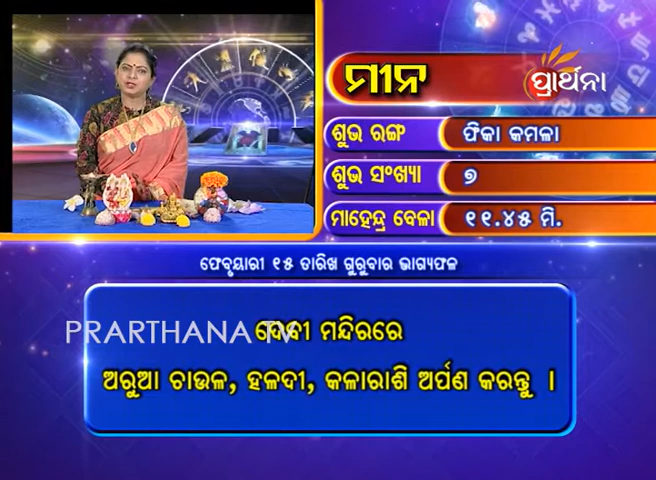 ମୀନ
ପ୍ରାର୍ଥନା
ଶୁଭ ରଙ୍ଗ ଫିକା କମଳା
ଶୁଭ ସଂଖ୍ୟା ୭
ମାହେନ୍ଦ୍ର ବେଳା ୧୧.୪୫ ମି.
ଫେବୃୟାରୀ ୧୫ ତାରିଖ ଗୁରୁବାର ଭାଗ୍ୟଫଳ
PRARTHANA TV
ଦେବୀ ମନ୍ଦିରରେ
ଅରୁଆ ଚାଉଳ, ହଳଦୀ, କଳାରାଶି ଅର୍ପଣ କରନ୍ତୁ ।